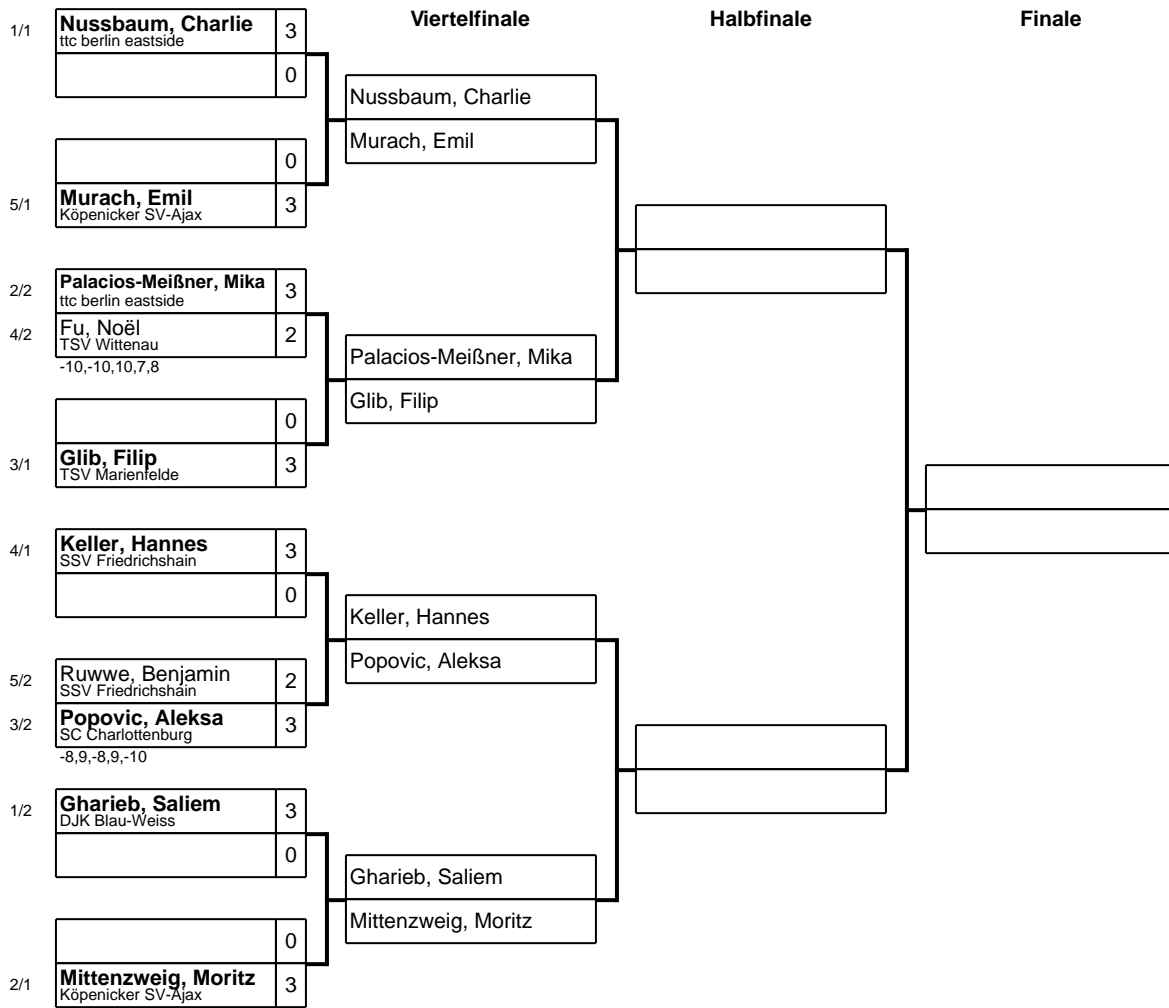 Viertelfinale
Halbfinale
Finale
1/1 Nussbaum, Charlie 3
ttc berlin eastside
0
Nussbaum, Charlie
Murach, Emil
0
5/1 Murach, Emil 3
Köpenicker SV-Ajax
2/2 Palacios-Meißner, Mika 3
ttc berlin eastside
4/2 Fu, Noël 2
TSV Wittenau
-10,-10,10,7,8
Palacios-Meißner, Mika
Glib, Filip
0
3/1 Glib, Filip 3
TSV Marienfelde
4/1 Keller, Hannes 3
SSV Friedrichshain
0
Keller, Hannes
Popovic, Aleksa
5/2 Ruwwe, Benjamin 2
SSV Friedrichshain
3/2 Popovic, Aleksa 3
SC Charlottenburg
-8,9,-8,9,-10
1/2 Gharieb, Saliem 3
DJK Blau-Weiss
0
Gharieb, Saliem
Mittenzweig, Moritz
0
2/1 Mittenzweig, Moritz 3
Köpenicker SV-Ajax